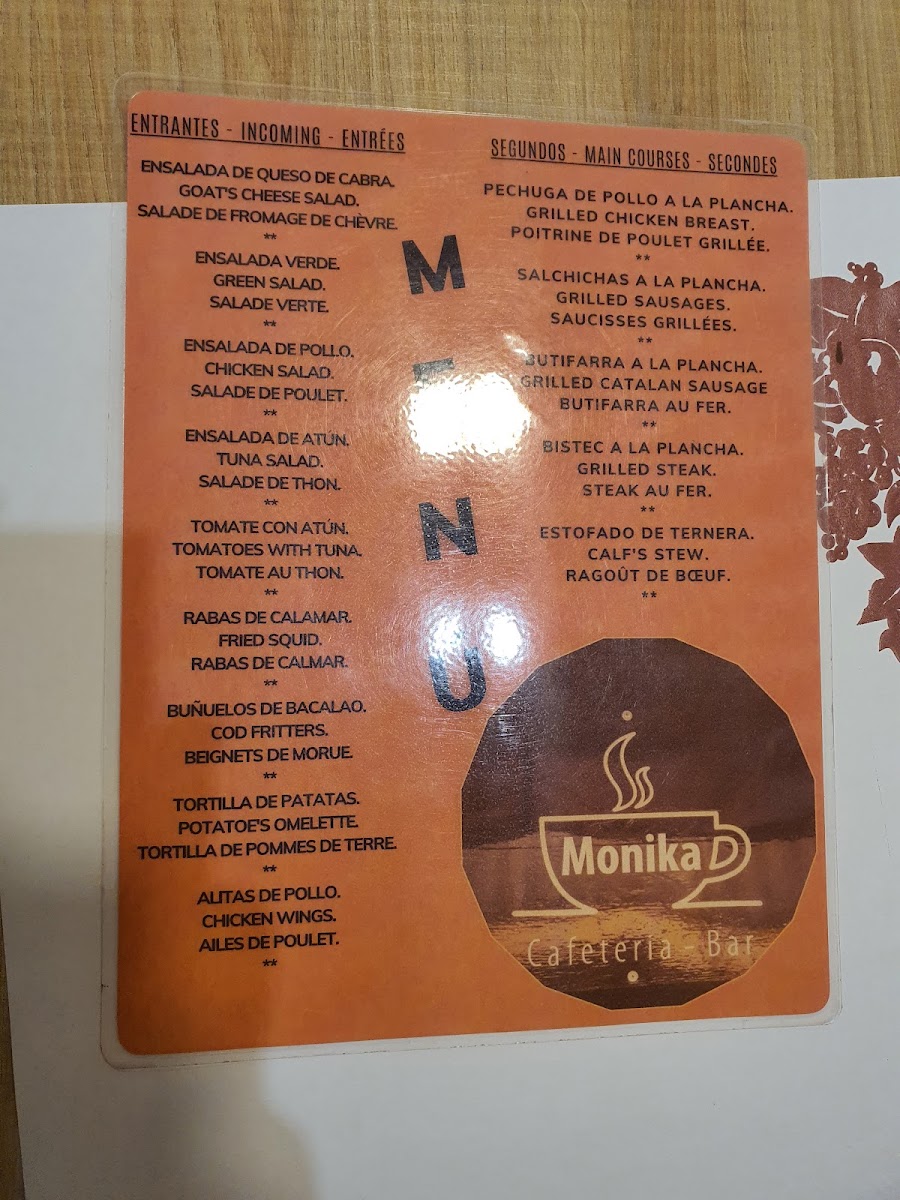 ENTRANTES - INCOMING - ENTRÉES
ENSALADA DE QUESO DE CABRA.
GOAT'S CHEESE SALAD.
SALADE DE FROMAGE DE CHÈVRE.
**
ENSALADA VERDE.
GREEN SALAD.
SALADE VERTE.
**
ENSALADA DE POLLO.
CHICKEN SALAD.
SALADE DE POULET.
**
ENSALADA DE ATÚN.
TUNA SALAD.
SALADE DE THON.
**
TOMATE CON ATÚN.
TOMATOES WITH TUNA.
TOMATE AU THON.
**
RABAS DE CALAMAR.
FRIED SQUID.
RABAS DE CALMAR.
**
BUÑUELOS DE BACALAO.
COD FRITTERS.
BEIGNETS DE MORUE.
**
TORTILLA DE PATATAS.
POTATOE'S OMELETTE.
TORTILLA DE POMMES DE TERRE.
**
ALITAS DE POLLO.
CHICKEN WINGS.
AILES DE POULET.
**
M
E
N
U
SEGUNDOS - MAIN COURSES - SECONDES
PECHUGA DE POLLO A LA PLANCHA.
GRILLED CHICKEN BREAST.
POITRINE DE POULET GRILLÉE.
**
SALCHICHAS A LA PLANCHA.
GRILLED SAUSAGES.
SAUCISSES GRILLÉES.
**
BUTIFARRA A LA PLANCHA.
GRILLED CATALAN SAUSAGE
BUTIFARRA AU FER.
**
BISTEC A LA PLANCHA.
GRILLED STEAK.
STEAK AU FER.
**
ESTOFADO DE TERNERA.
CALF'S STEW.
RAGOÛT DE BŒUF.
**
Monika
Cafeteria - Bar